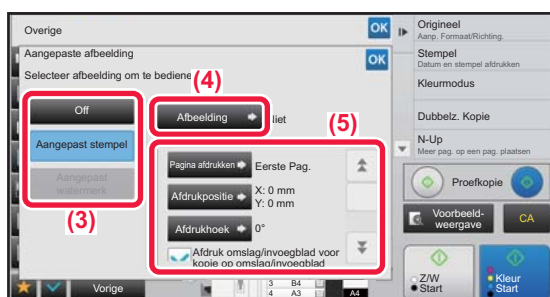 Overige
OK
Aangepaste afbeelding
OK
Selecteer afbeelding om te bediene
(4)
Off
Aangepast stempel
Aangepast
watermerk
(3)
Afbeelding
liet
(5)
Pagina afdrukken
Eerste Pag.
Afdrukpositie
X: 0 mm
Y: 0 mm
Afdrukhoek
0°
Afdruk omslag/invoegblad voor
kopie op omslag/invoegblad
Vorige
3 B4
4 A3
A4
Origineel
Aanp. Formaat/Richting.
Stempel
Datum en stempel afdrukken
Kleurmodus
Dubbelz. Kopie
N-Up
Meer pag. op een pag. plaatsen
Proefkopie
Voorbeeld-
weergave
CA
Z/W
Start
Kleur
Start